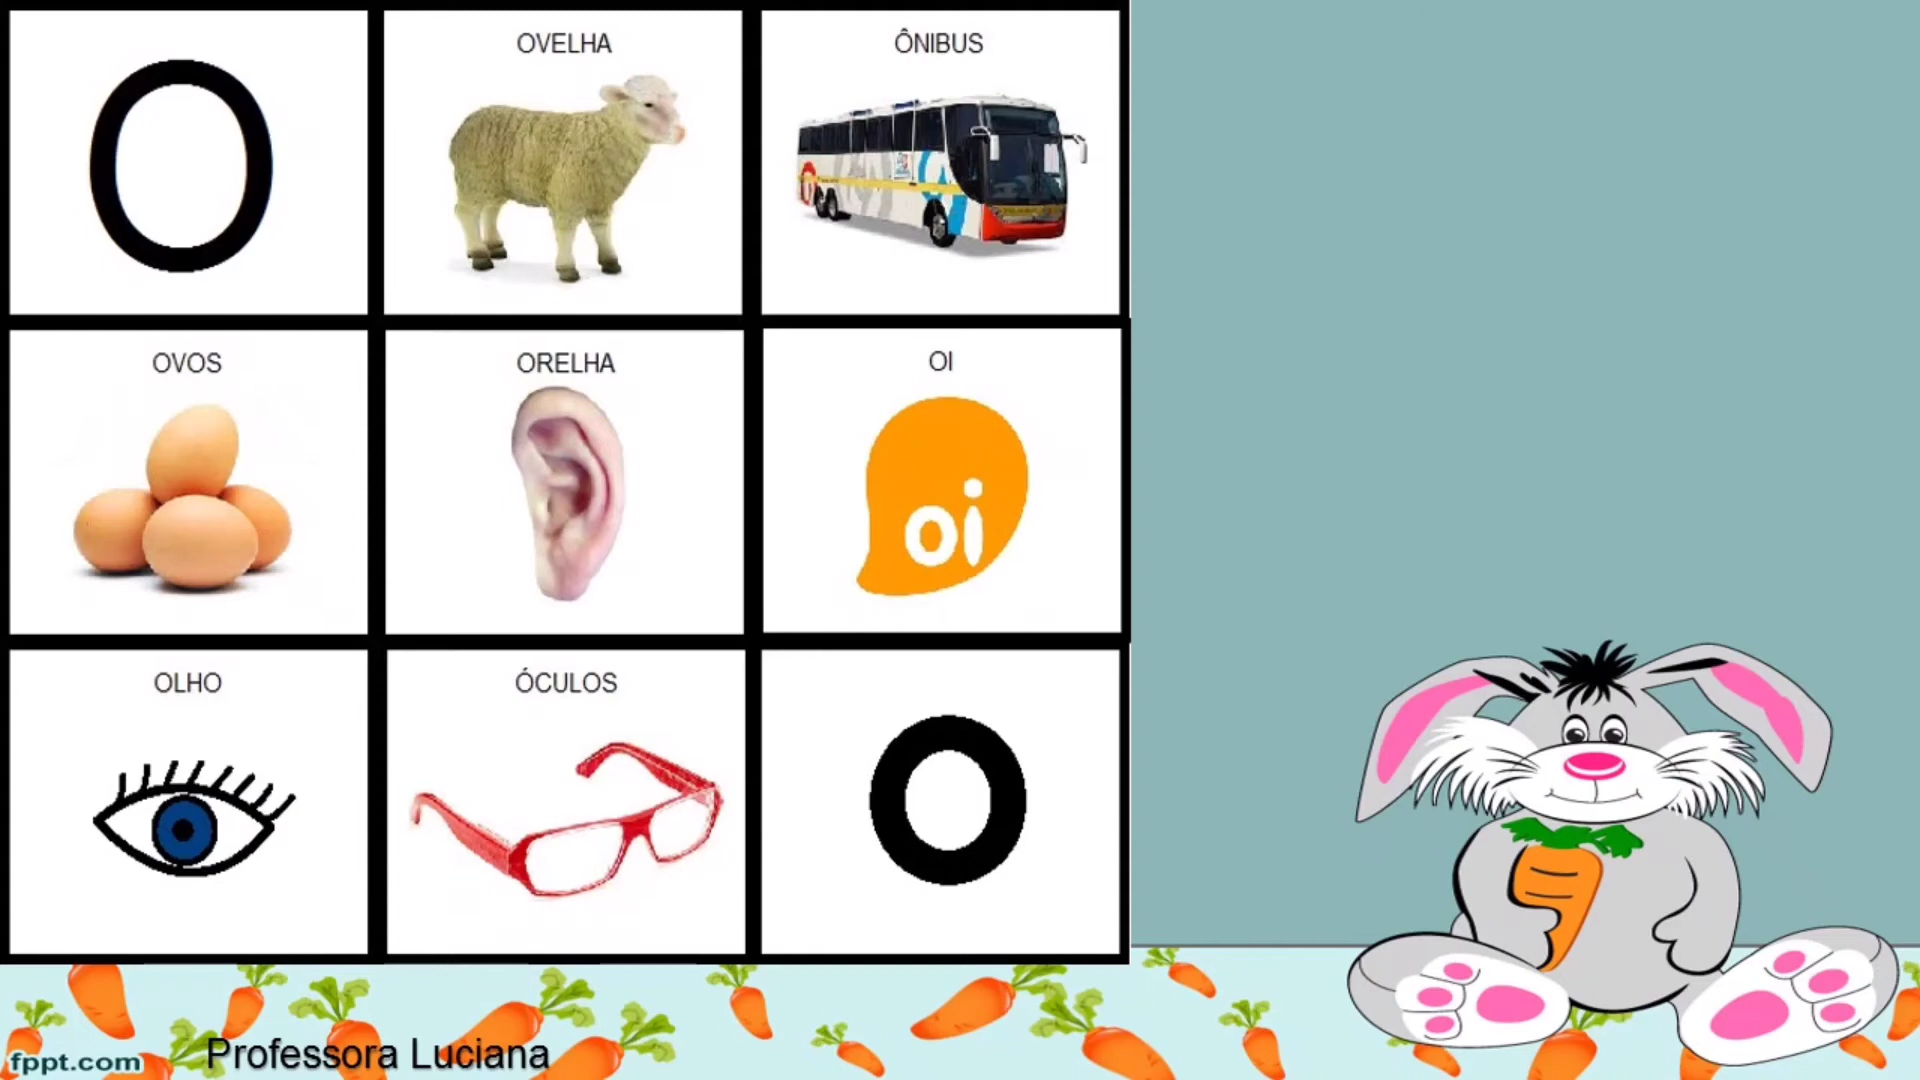 O
OVELHA
ÔNIBUS
OVOS
ORELHA
OI
oi
OLHO
ÓCULOS
O
Professora Luciana
fppt.com